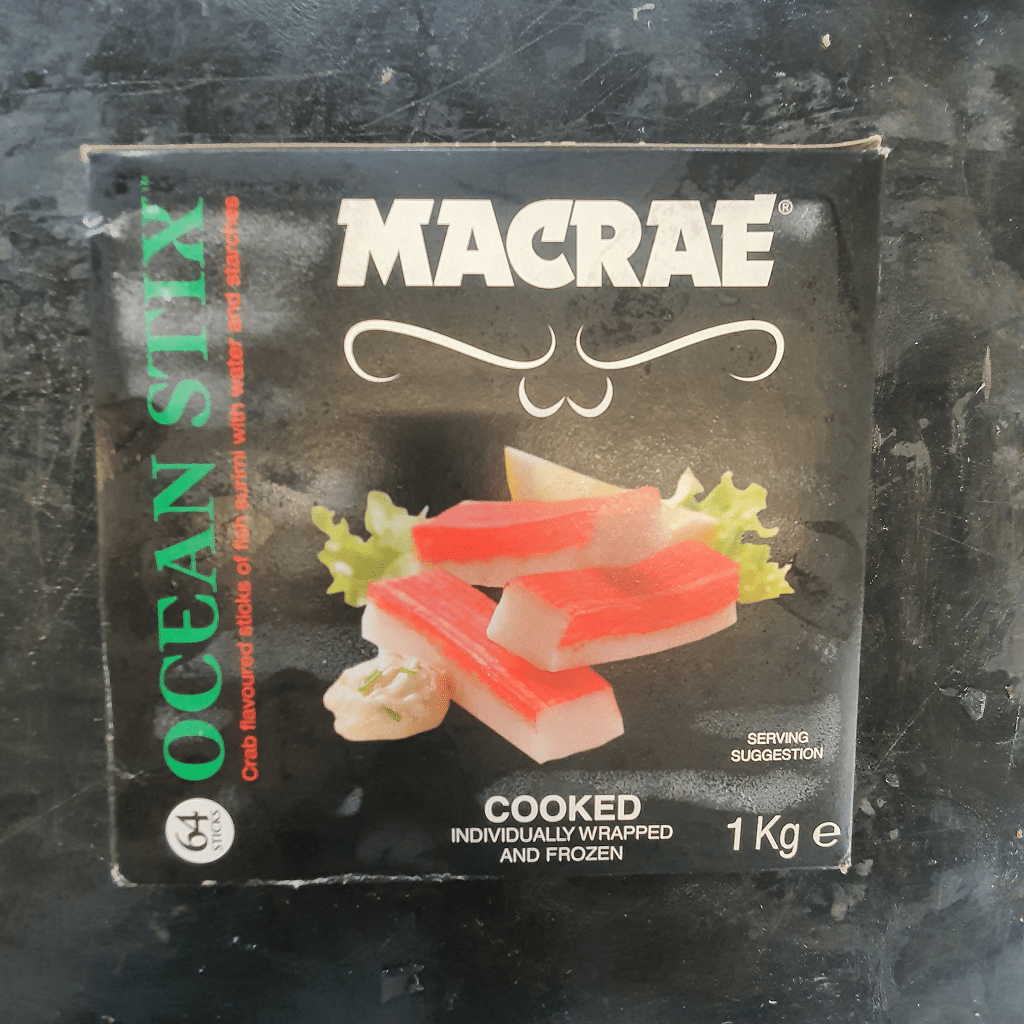 MACRAE®
OCEAN STIX™
Crab flavoured sticks of fish surimi with water and starches
64
STICKS
SERVING
SUGGESTION
COOKED
INDIVIDUALLY WRAPPED
AND FROZEN
1 Kg e